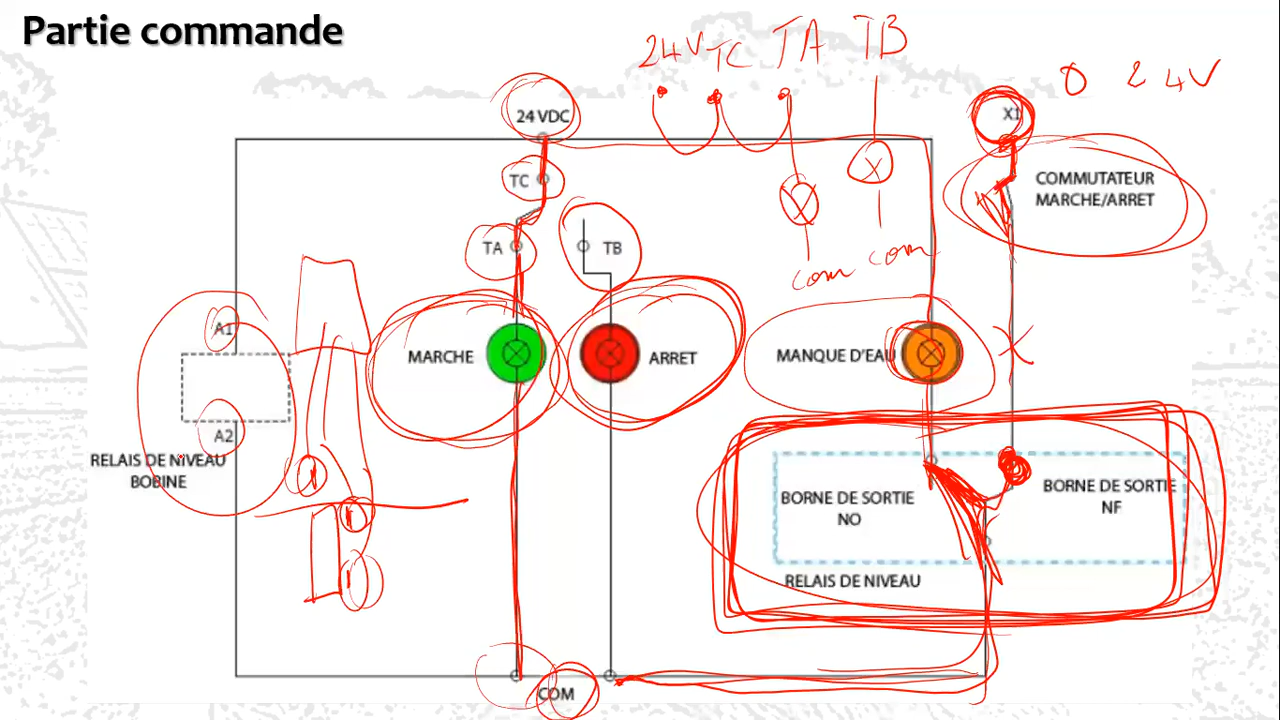 Partie commande
24V TC TA TB
0 24V
24 VDC
X1
TC
COMMUTATEUR
MARCHE/ARRET
TA
TB
com com
A1
MARCHE
ARRET
MANQUE D'EAU
X
A2
RELAIS DE NIVEAU
BOBINE
BORNE DE SORTIE
NO
BORNE DE SORTIE
NF
RELAIS DE NIVEAU
COM